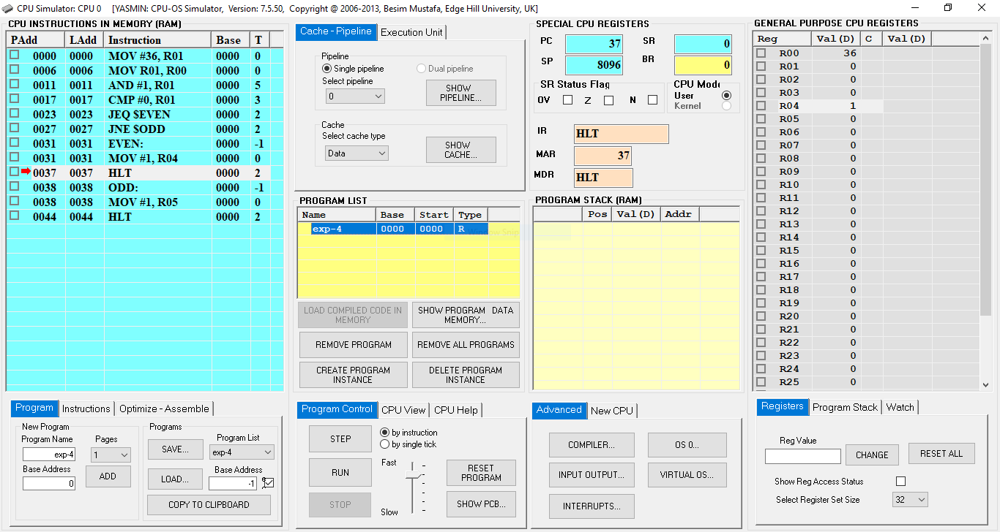 CPU Simulator: CPU 0 [YASMIN: CPU-OS Simulator, Version: 7.5.50, Copyright @ 2006-2013, Besim Mustafa, Edge Hill University, UK]
CPU INSTRUCTIONS IN MEMORY (RAM)
PAdd LAdd Instruction Base T
0000 0000 MOV #36, R01 0000 0
0006 0006 MOV R01, R00 0000 0
0011 0011 AND #1, R01 0000 5
0017 0017 CMP #0, R01 0000 3
0023 0023 JEQ $EVEN 0000 2
0027 0027 JNE $ODD 0000 2
0031 0031 EVEN: 0000 -1
0031 0031 MOV #1, R04 0000 0
0037 0037 HLT 0000 2
0038 0038 ODD: 0000 -1
0038 0038 MOV #1, R05 0000 0
0044 0044 HLT 0000 2
Program Instructions Optimize - Assemble
New Program
Program Name Pages
exp-4 1
Base Address
0 ADD
Programs
SAVE... Program List
exp-4
LOAD... Base Address
-1
COPY TO CLIPBOARD
Cache - Pipeline Execution Unit
Pipeline
Single pipeline Dual pipeline
Select pipeline
0 SHOW
PIPELINE...
Cache
Select cache type
Data SHOW
CACHE...
PROGRAM LIST
Name Base Start Type
exp-4 0000 0000 R
LOAD COMPILED CODE IN
MEMORY
SHOW PROGRAM DATA
MEMORY...
REMOVE PROGRAM REMOVE ALL PROGRAMS
CREATE PROGRAM
INSTANCE
DELETE PROGRAM
INSTANCE
Program Control CPU View CPU Help
STEP by instruction
by single tick
RUN Fast
RESET
PROGRAM
STOP Slow SHOW PCB...
SPECIAL CPU REGISTERS
PC 37 SR 0
SP 8096 BR 0
SR Status Flag
OV Z N
CPU Mode
User
Kernel
IR HLT
MAR 37
MDR HLT
PROGRAM STACK (RAM)
Pos Val(D) Addr
Window Snip
Advanced New CPU
COMPILER... OS 0...
INPUT OUTPUT... VIRTUAL OS...
INTERRUPTS...
GENERAL PURPOSE CPU REGISTERS
Reg Val(D) C Val(D)
R00 36
R01 0
R02 0
R03 0
R04 1
R05 0
R06 0
R07 0
R08 0
R09 0
R10 0
R11 0
R12 0
R13 0
R14 0
R15 0
R16 0
R17 0
R18 0
R19 0
R20 0
R21 0
R22 0
R23 0
R24 0
R25 0
Registers Program Stack Watch
Reg Value
CHANGE RESET ALL
Show Reg Access Status
Select Register Set Size 32